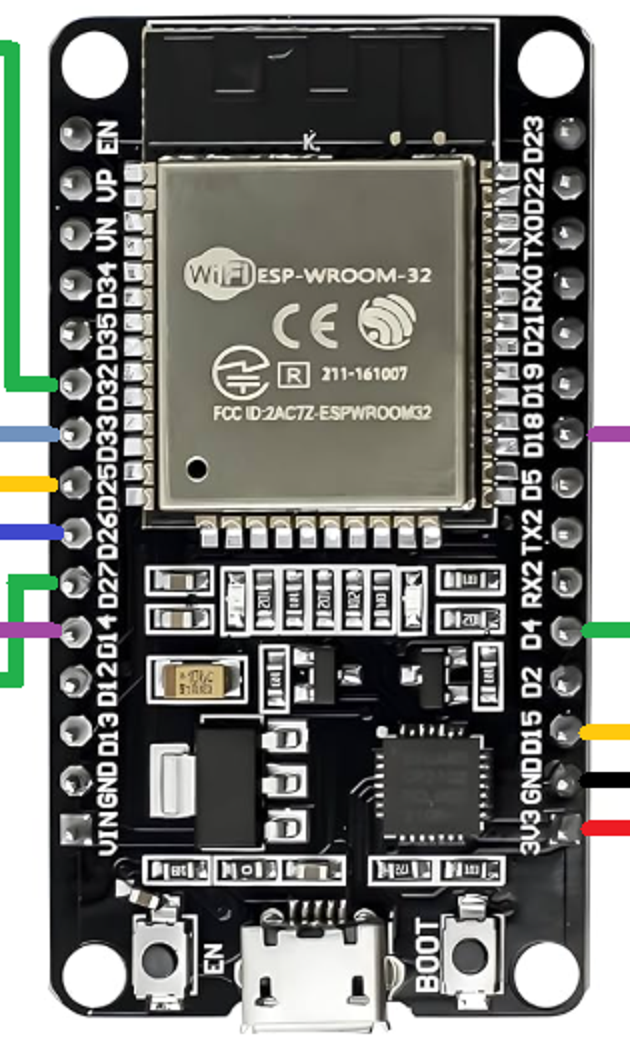 EN
VP
VN
D34
D35
D32
D33
D25
D26
D27
D14
D12
D13
GND
VIN
WiFi ESP-WROOM-32
CE
R 211-161007
FCC ID:2AC7Z-ESPWROOM32
D23
D22
TX0
RX0
D21
D19
D18
D5
TX2
RX2
D4
D2
D15
GND
3V3
EN
BOOT